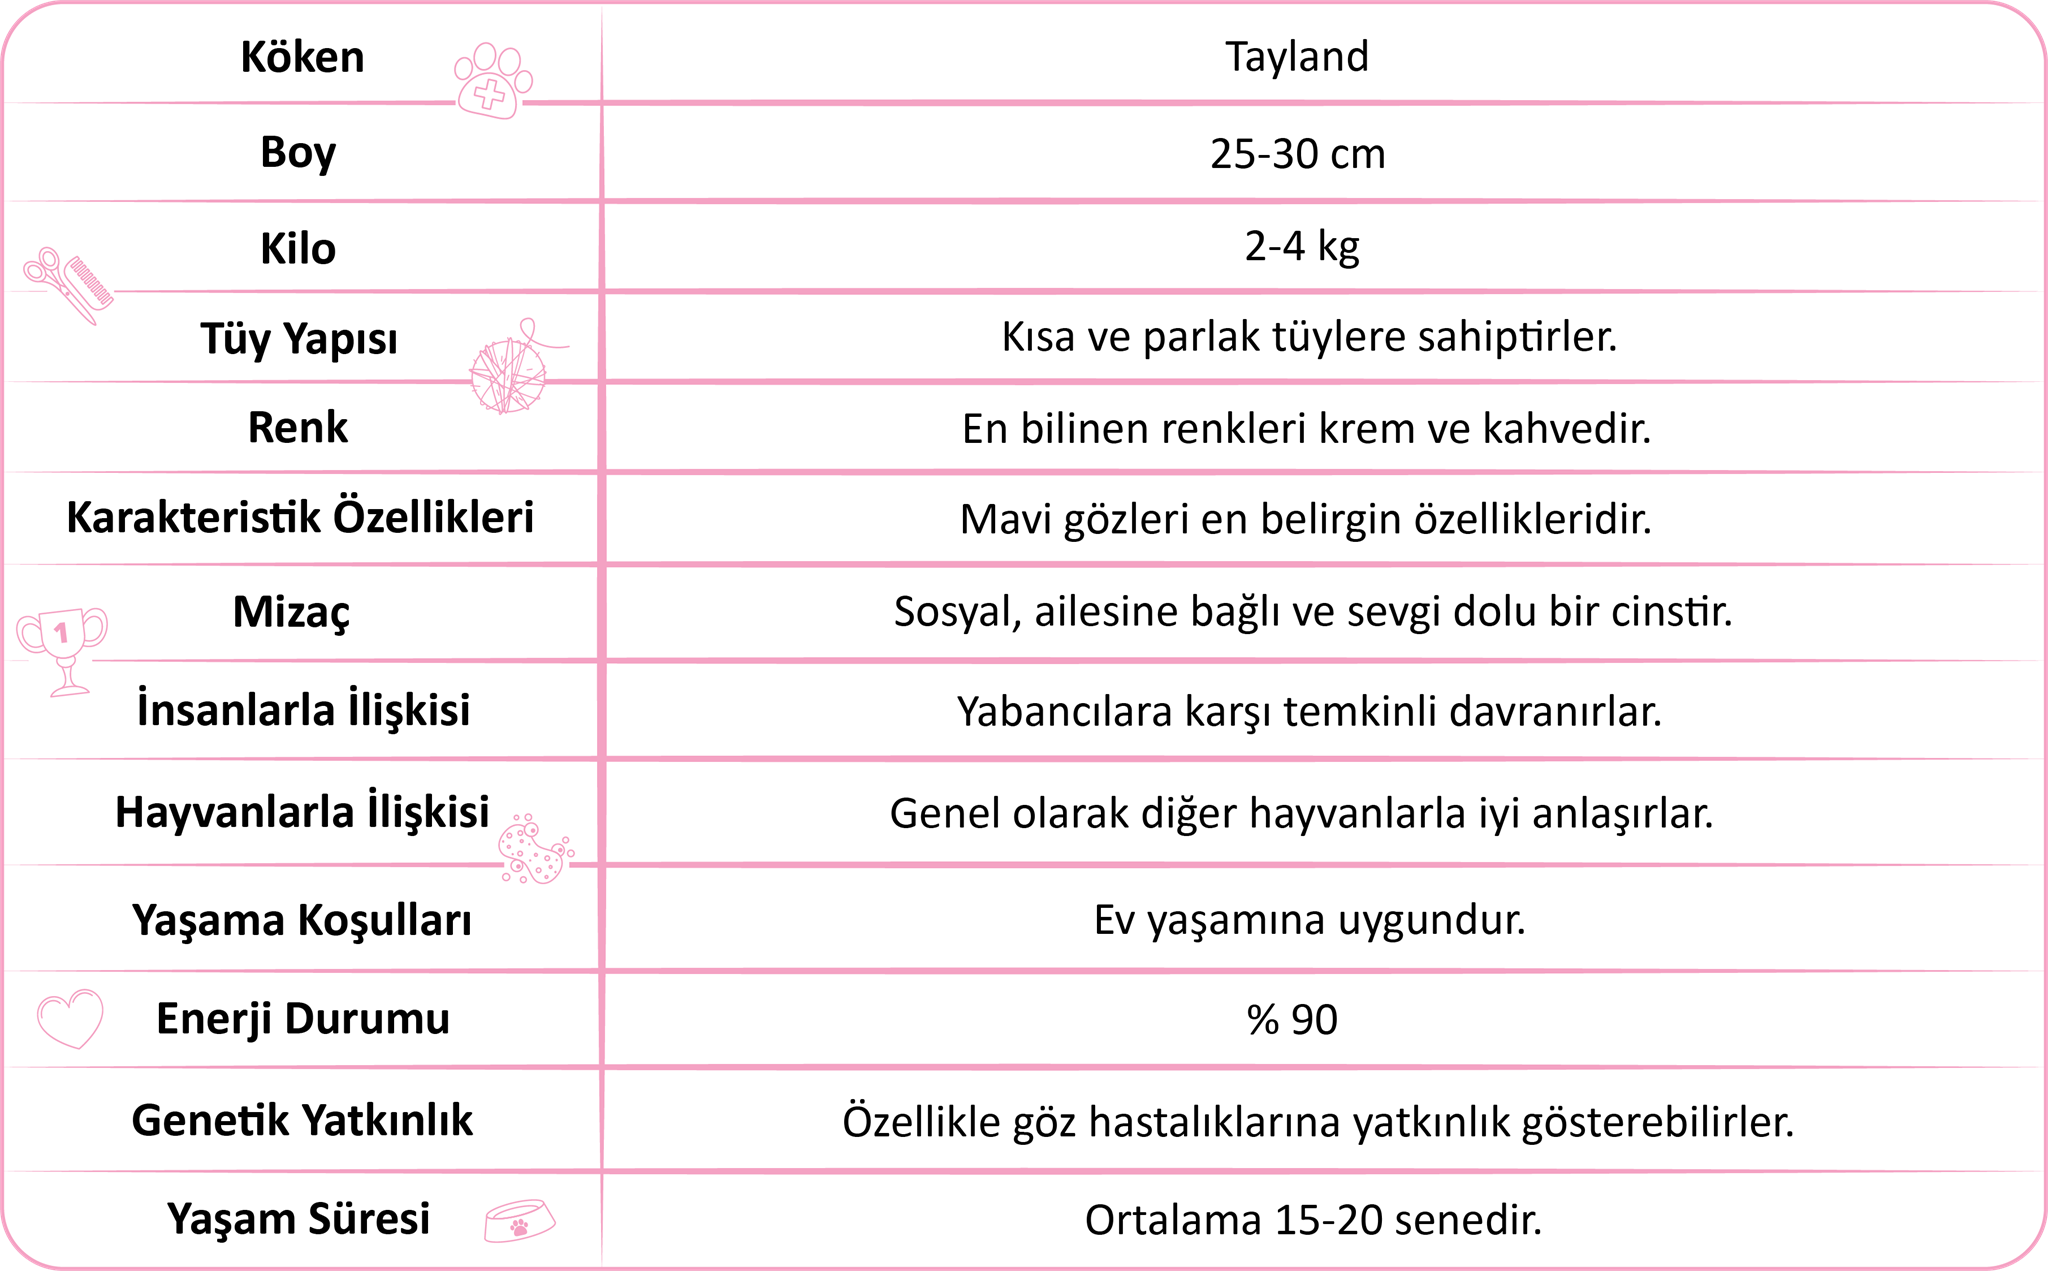 Köken Tayland
Boy 25-30 cm
Kilo 2-4 kg
Tüy Yapısı Kısa ve parlak tüylere sahiptirler.
Renk En bilinen renkleri krem ve kahvedir.
Karakteristik Özellikleri Mavi gözleri en belirgin özellikleridir.
Mizaç Sosyal, ailesine bağlı ve sevgi dolu bir cinstir.
1
İnsanlarla İlişkisi Yabancılara karşı temkinli davranırlar.
Hayvanlarla İlişkisi Genel olarak diğer hayvanlarla iyi anlaşırlar.
Yaşama Koşulları Ev yaşamına uygundur.
Enerji Durumu % 90
Genetik Yatkınlık Özellikle göz hastalıklarına yatkınlık gösterebilirler.
Yaşam Süresi Ortalama 15-20 senedir.